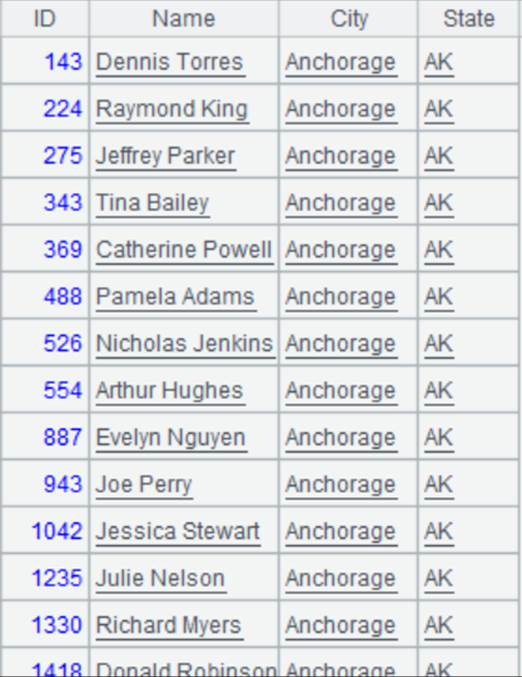 ID Name City State
143 Dennis Torres Anchorage AK
224 Raymond King Anchorage AK
275 Jeffrey Parker Anchorage AK
343 Tina Bailey Anchorage AK
369 Catherine Powell Anchorage AK
488 Pamela Adams Anchorage AK
526 Nicholas Jenkins Anchorage AK
554 Arthur Hughes Anchorage AK
887 Evelyn Nguyen Anchorage AK
943 Joe Perry Anchorage AK
1042 Jessica Stewart Anchorage AK
1235 Julie Nelson Anchorage AK
1330 Richard Myers Anchorage AK
1418 Donald Robinson Anchorage AK